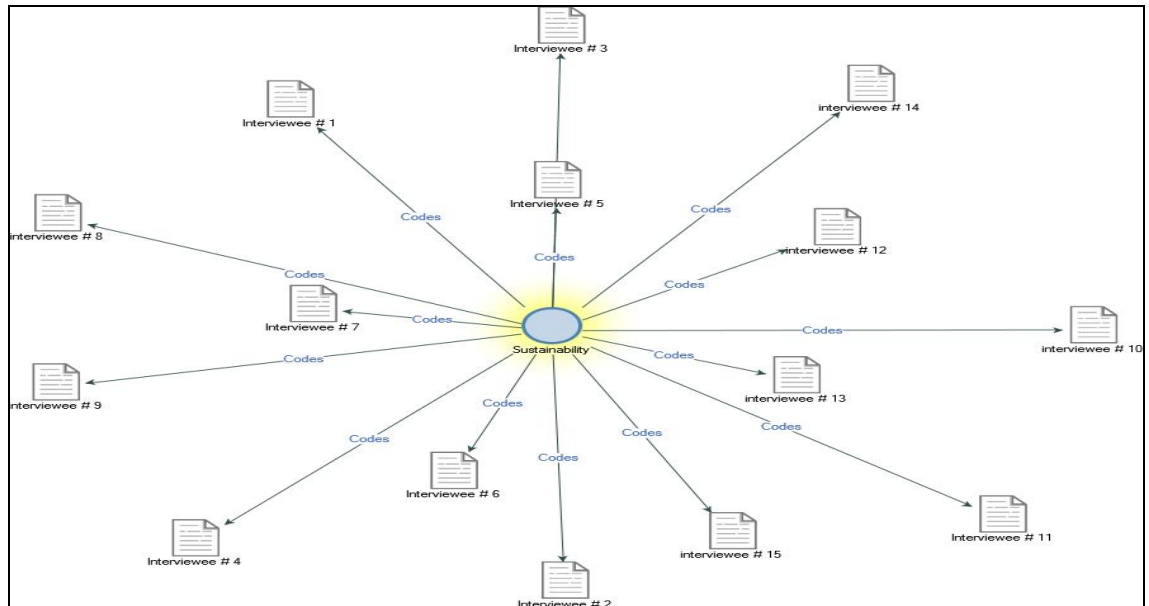 Interviewee # 3
interviewee # 14
Interviewee # 1
Interviewee # 5
Codes
Codes
interviewee # 8
interviewee # 12
Codes
Codes
Codes
Interviewee # 7
Codes
Codes
Sustainability
interviewee # 10
Codes
Codes
interviewee # 9
interviewee # 13
Codes
Codes
Codes
Codes
Codes
Interviewee # 6
Interviewee # 11
interviewee # 15
Interviewee # 4
Interviewee # 2